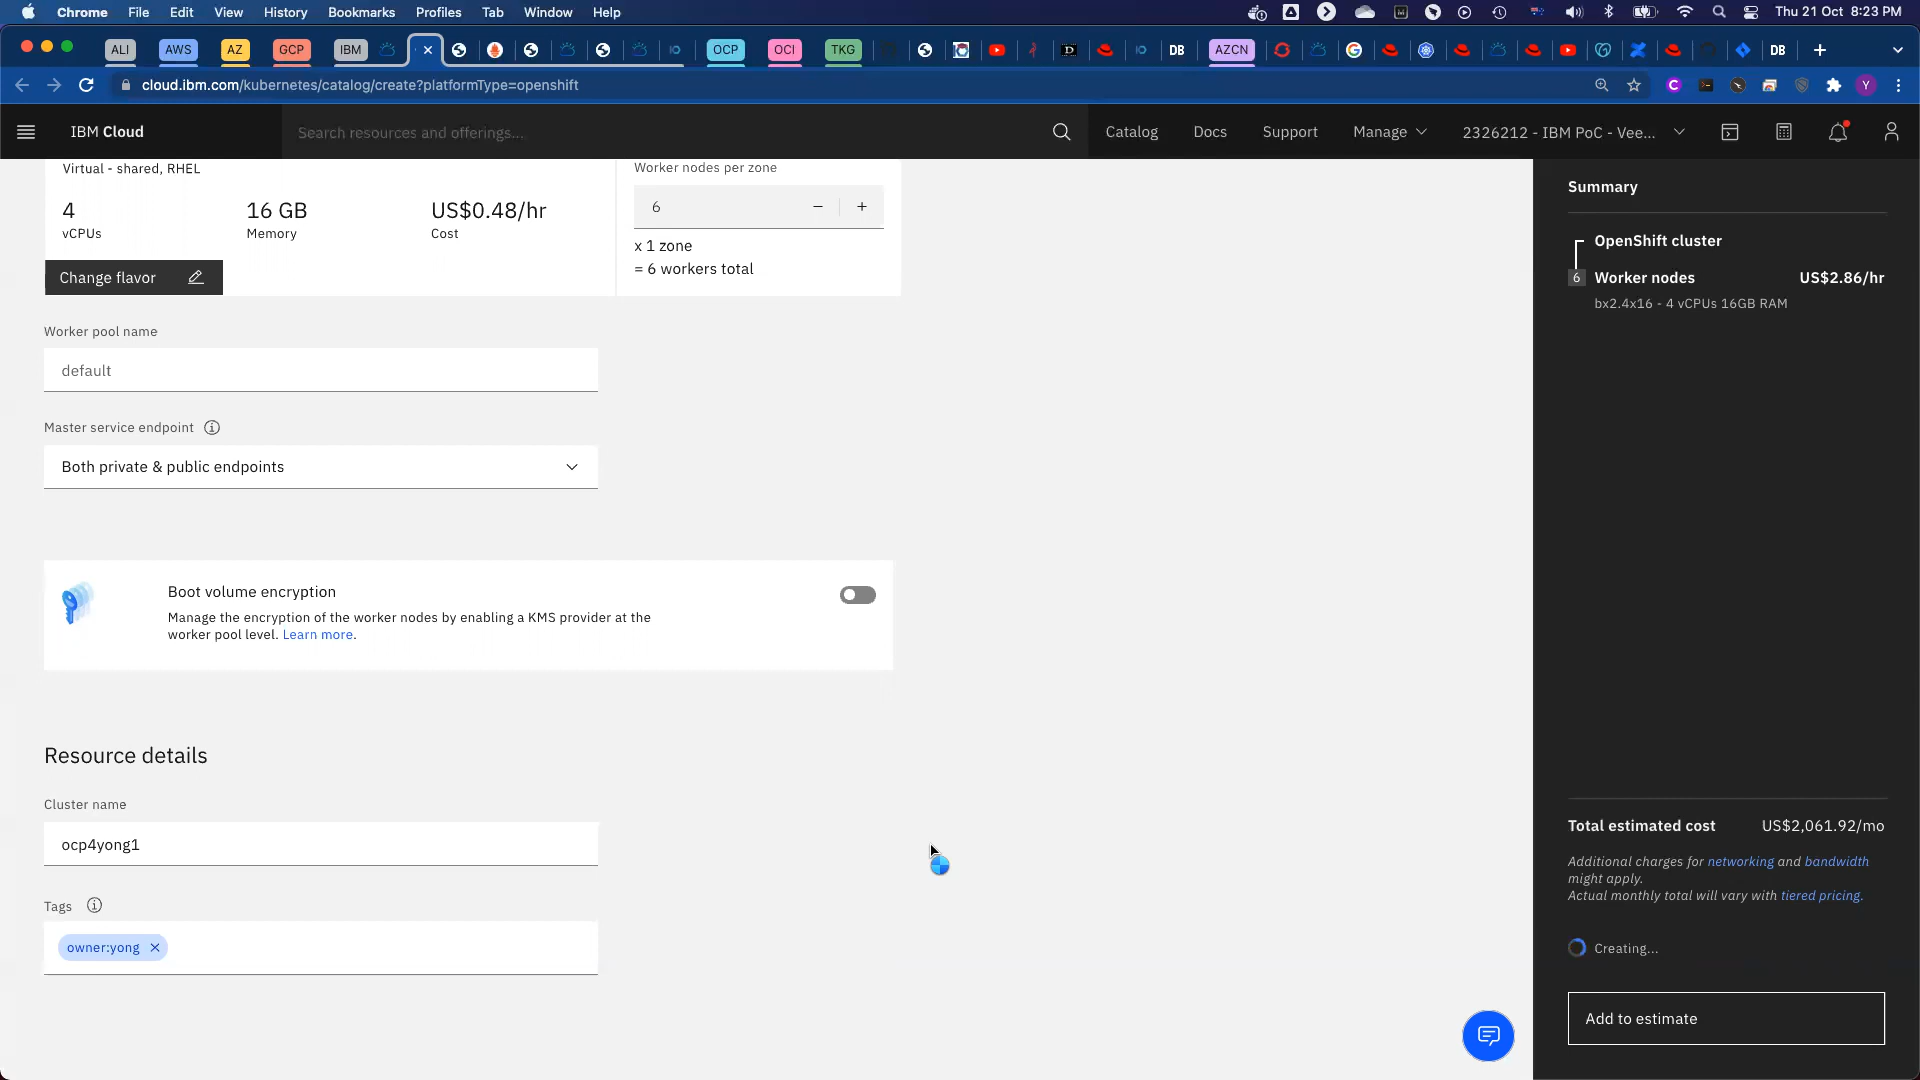 Chrome File Edit View History Bookmarks Profiles Tab Window Help Thu 21 Oct 8:23 PM
ALI AWS AZ GCP IBM OCP OCI TKG DB AZCN DB
cloud.ibm.com/kubernetes/catalog/create?platformType=openshift
IBM Cloud Search resources and offerings... Catalog Docs Support Manage 2326212 - IBM PoC - Vee...
Virtual - shared, RHEL
4
vCPUs
16 GB
Memory
US$0.48/hr
Cost
Change flavor
Worker nodes per zone
6
x 1 zone
= 6 workers total
Worker pool name
default
Master service endpoint
Both private & public endpoints
Boot volume encryption
Manage the encryption of the worker nodes by enabling a KMS provider at the
worker pool level. Learn more.
Resource details
Cluster name
ocp4yong1
Tags
owner:yong
Summary
OpenShift cluster
6 Worker nodes US$2.86/hr
bx2.4x16 - 4 vCPUs 16GB RAM
Total estimated cost US$2,061.92/mo
Additional charges for networking and bandwidth
might apply.
Actual monthly total will vary with tiered pricing.
Creating...
Add to estimate